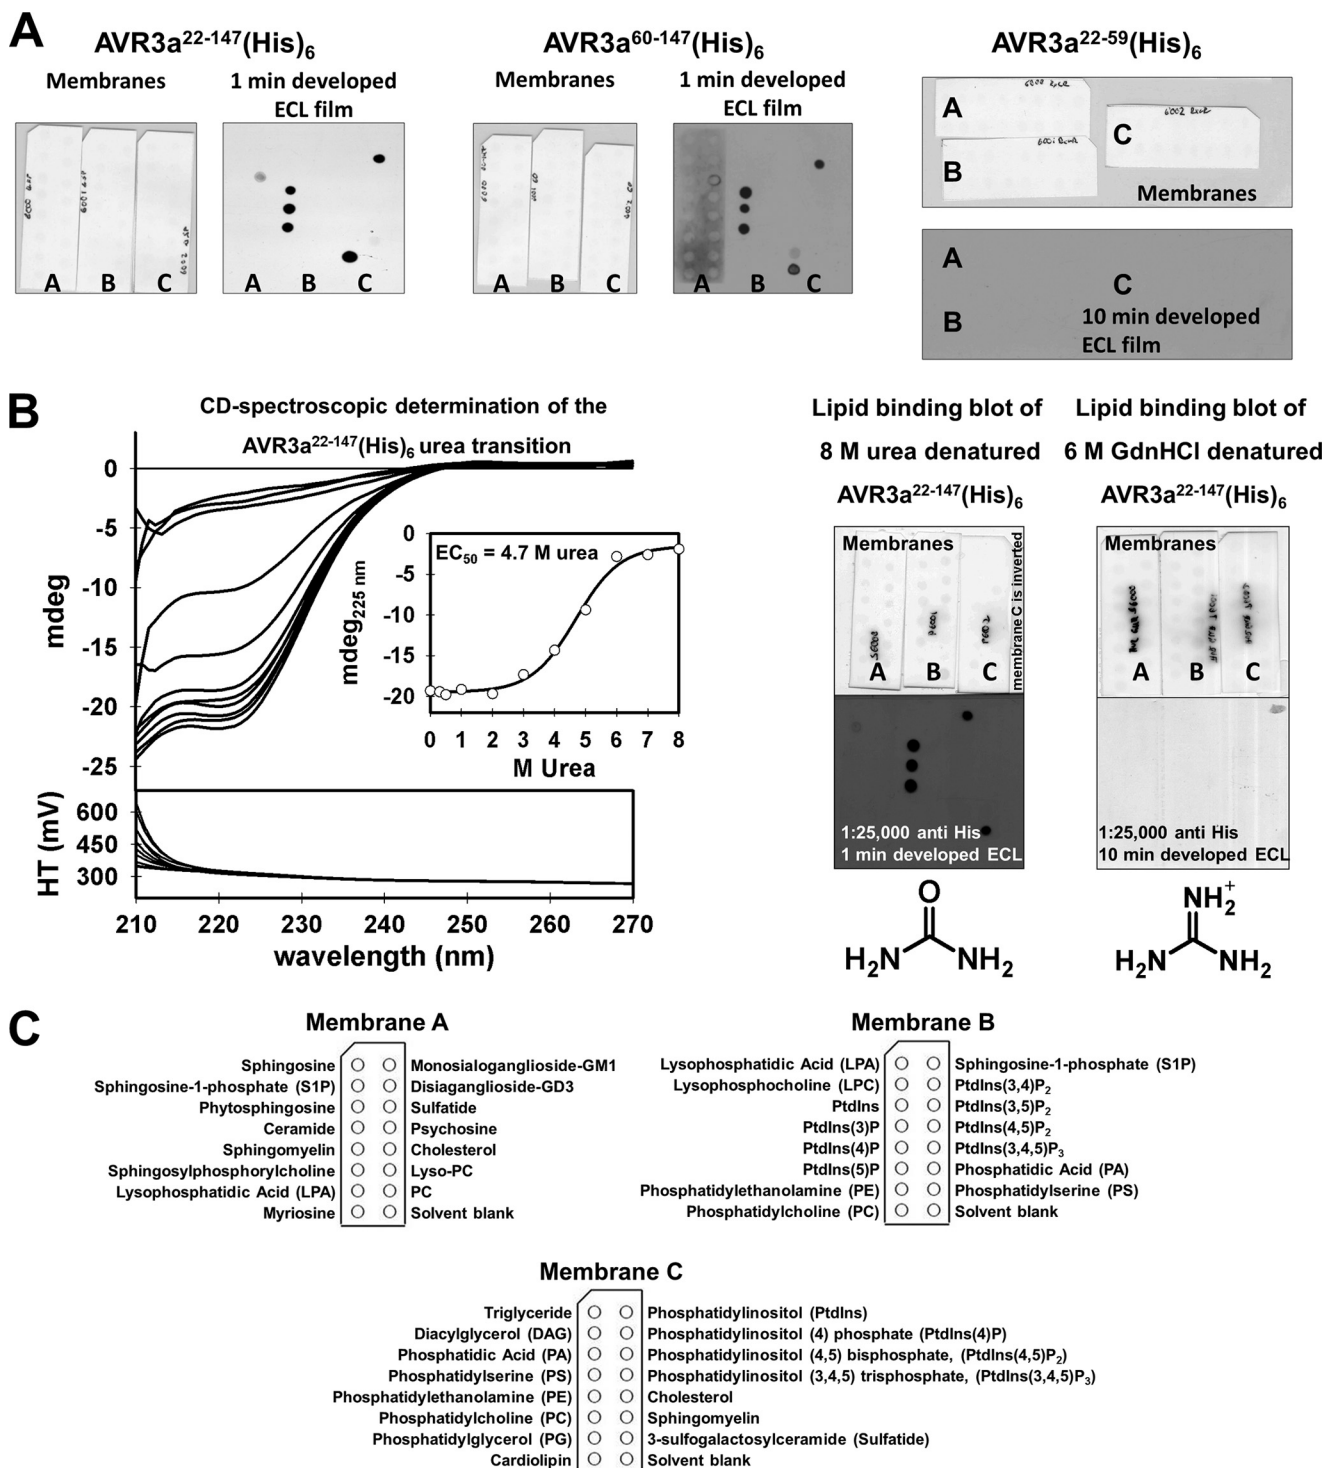 A
AVR3a22-147(His)6
AVR3a60-147(His)6
AVR3a22-59(His)6
Membranes
1 min developed
ECL film
Membranes
1 min developed
ECL film
A B C
A B C
A B C
A B C
A
B
C
Membranes
A
B
C
10 min developed
ECL film
B
CD-spectroscopic determination of the
AVR3a22-147(His)6 urea transition
mdeg
0
-5
-10
-15
-20
-25
EC50 = 4.7 M urea
mdeg225 nm
0
-5
-10
-15
-20
0 1 2 3 4 5 6 7 8
M Urea
HT (mV)
600
450
300
210 220 230 240 250 260 270
wavelength (nm)
Lipid binding blot of
8 M urea denatured
AVR3a22-147(His)6
Membranes
membrane C is inverted
A B C
1:25,000 anti His
1 min developed ECL
O
H2N NH2
Lipid binding blot of
6 M GdnHCl denatured
AVR3a22-147(His)6
Membranes
A B C
1:25,000 anti His
10 min developed ECL
NH2+
H2N NH2
C
Membrane A
Sphingosine Monosialoganglioside-GM1
Sphingosine-1-phosphate (S1P) Disiaganglioside-GD3
Phytosphingosine Sulfatide
Ceramide Psychosine
Sphingomyelin Cholesterol
Sphingosylphosphorylcholine Lyso-PC
Lysophosphatidic Acid (LPA) PC
Myriosine Solvent blank
Membrane B
Lysophosphatidic Acid (LPA) Sphingosine-1-phosphate (S1P)
Lysophosphocholine (LPC) PtdIns(3,4)P2
PtdIns PtdIns(3,5)P2
PtdIns(3)P PtdIns(4,5)P2
PtdIns(4)P PtdIns(3,4,5)P3
PtdIns(5)P Phosphatidic Acid (PA)
Phosphatidylethanolamine (PE) Phosphatidylserine (PS)
Phosphatidylcholine (PC) Solvent blank
Membrane C
Triglyceride Phosphatidylinositol (PtdIns)
Diacylglycerol (DAG) Phosphatidylinositol (4) phosphate (PtdIns(4)P)
Phosphatidic Acid (PA) Phosphatidylinositol (4,5) bisphosphate, (PtdIns(4,5)P2)
Phosphatidylserine (PS) Phosphatidylinositol (3,4,5) trisphosphate, (PtdIns(3,4,5)P3)
Phosphatidylethanolamine (PE) Cholesterol
Phosphatidylcholine (PC) Sphingomyelin
Phosphatidylglycerol (PG) 3-sulfogalactosylceramide (Sulfatide)
Cardiolipin Solvent blank